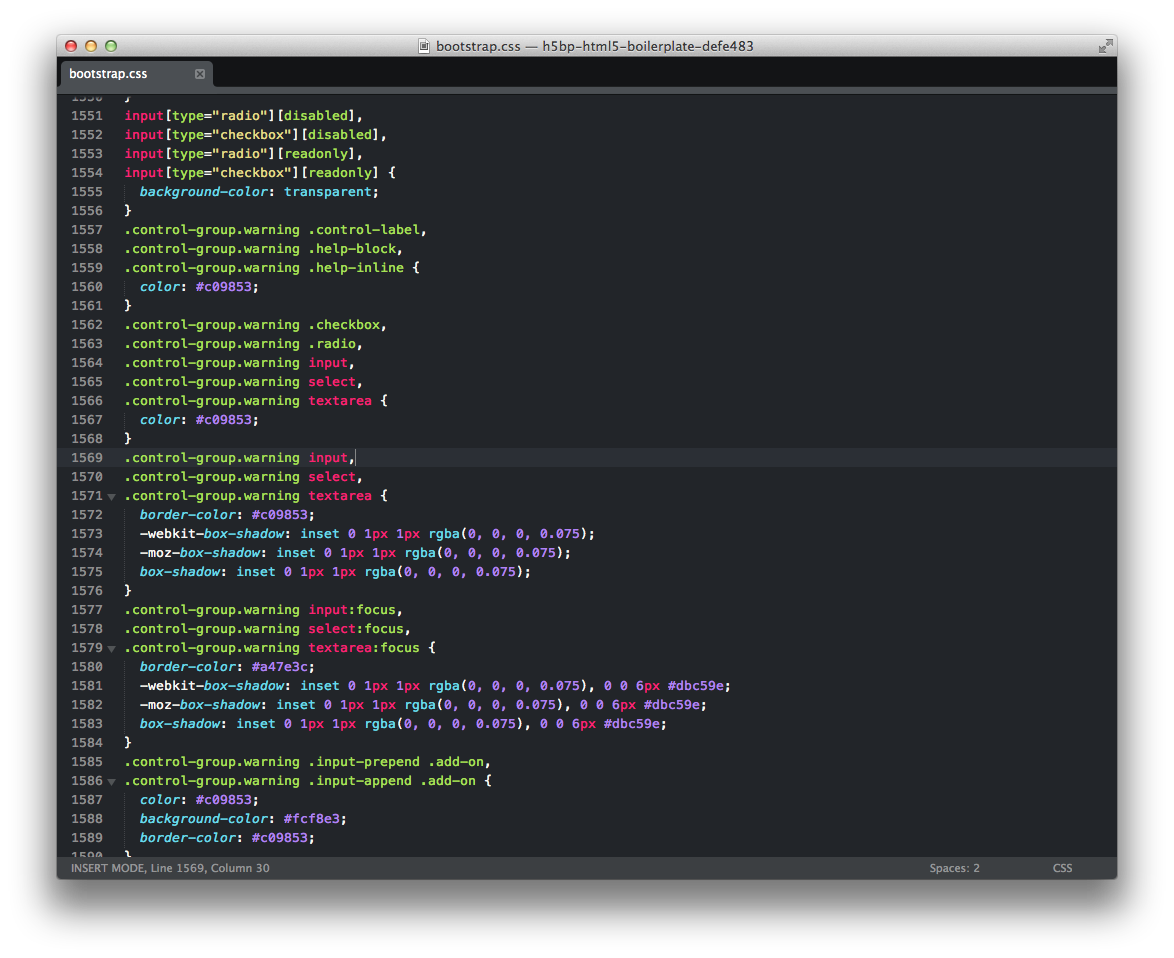 bootstrap.css — h5bp-html5-boilerplate-defe483
bootstrap.css
1550 }
1551 input[type="radio"][disabled],
1552 input[type="checkbox"][disabled],
1553 input[type="radio"][readonly],
1554 input[type="checkbox"][readonly] {
1555   background-color: transparent;
1556 }
1557 .control-group.warning .control-label,
1558 .control-group.warning .help-block,
1559 .control-group.warning .help-inline {
1560   color: #c09853;
1561 }
1562 .control-group.warning .checkbox,
1563 .control-group.warning .radio,
1564 .control-group.warning input,
1565 .control-group.warning select,
1566 .control-group.warning textarea {
1567   color: #c09853;
1568 }
1569 .control-group.warning input,
1570 .control-group.warning select,
1571 .control-group.warning textarea {
1572   border-color: #c09853;
1573   -webkit-box-shadow: inset 0 1px 1px rgba(0, 0, 0, 0.075);
1574   -moz-box-shadow: inset 0 1px 1px rgba(0, 0, 0, 0.075);
1575   box-shadow: inset 0 1px 1px rgba(0, 0, 0, 0.075);
1576 }
1577 .control-group.warning input:focus,
1578 .control-group.warning select:focus,
1579 .control-group.warning textarea:focus {
1580   border-color: #a47e3c;
1581   -webkit-box-shadow: inset 0 1px 1px rgba(0, 0, 0, 0.075), 0 0 6px #dbc59e;
1582   -moz-box-shadow: inset 0 1px 1px rgba(0, 0, 0, 0.075), 0 0 6px #dbc59e;
1583   box-shadow: inset 0 1px 1px rgba(0, 0, 0, 0.075), 0 0 6px #dbc59e;
1584 }
1585 .control-group.warning .input-prepend .add-on,
1586 .control-group.warning .input-append .add-on {
1587   color: #c09853;
1588   background-color: #fcf8e3;
1589   border-color: #c09853;
1590 }
INSERT MODE, Line 1569, Column 30 Spaces: 2 CSS